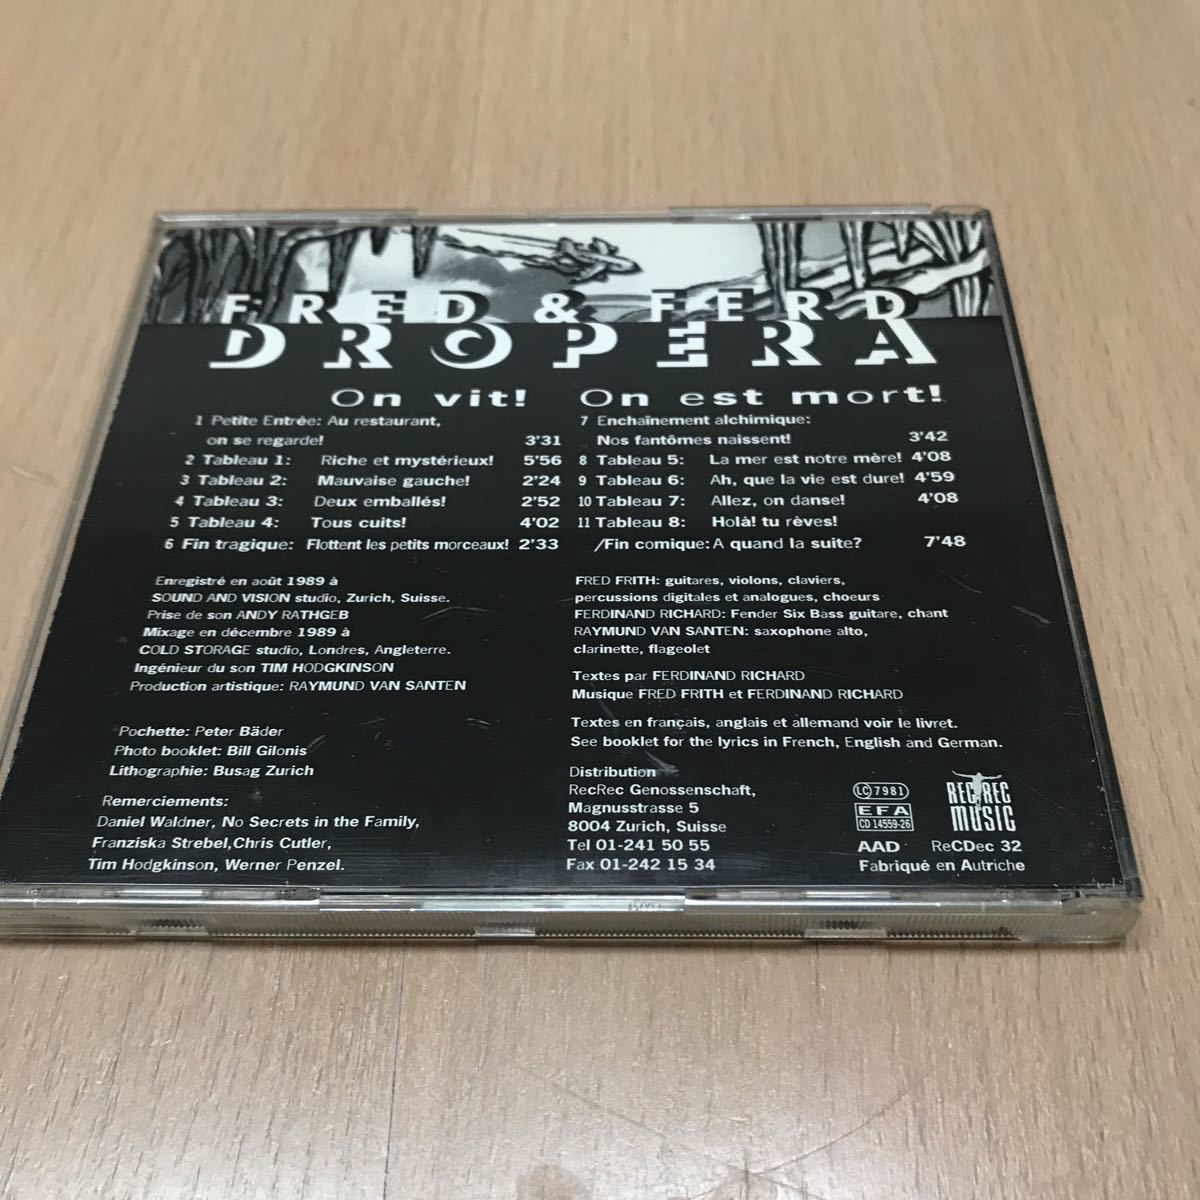 FRED & FERD
DROPERA
On vit!
1 Petite Entrée: Au restaurant,
on se regarde! 3'31
2 Tableau 1: Riche et mystérieux! 5'56
3 Tableau 2: Mauvaise gauche! 2'24
4 Tableau 3: Deux emballés! 2'52
5 Tableau 4: Tous cuits! 4'02
6 Fin tragique: Flottent les petits morceaux! 2'33
On est mort!
7 Enchaînement alchimique:
Nos fantômes naissent! 3'42
8 Tableau 5: La mer est notre mère! 4'08
9 Tableau 6: Ah, que la vie est dure! 4'59
10 Tableau 7: Allez, on danse! 4'08
11 Tableau 8: Holà! tu rèves!
/Fin comique: A quand la suite? 7'48
Enregistré en août 1989 à
SOUND AND VISION studio, Zurich, Suisse.
Prise de son ANDY RATHGEB
Mixage en décembre 1989 à
COLD STORAGE studio, Londres, Angleterre.
Ingénieur du son TIM HODGKINSON
Production artistique: RAYMUND VAN SANTEN
Pochette: Peter Bäder
Photo booklet: Bill Gilonis
Lithographie: Busag Zurich
Remerciements:
Daniel Waldner, No Secrets in the Family,
Franziska Strebel,Chris Cutler,
Tim Hodgkinson, Werner Penzel.
FRED FRITH: guitares, violons, claviers,
percussions digitales et analogues, choeurs
FERDINAND RICHARD: Fender Six Bass guitare, chant
RAYMUND VAN SANTEN: saxophone alto,
clarinette, flageolet
Textes par FERDINAND RICHARD
Musique FRED FRITH et FERDINAND RICHARD
Textes en français, anglais et allemand voir le livret.
See booklet for the lyrics in French, English and German.
Distribution
RecRec Genossenschaft,
Magnusstrasse 5
8004 Zurich, Suisse
Tel 01-241 50 55
Fax 01-242 15 34
LC 7981
EFA
CD 14559-26
REC REC
MUSIC
AAD ReCDec 32
Fabriqué en Autriche